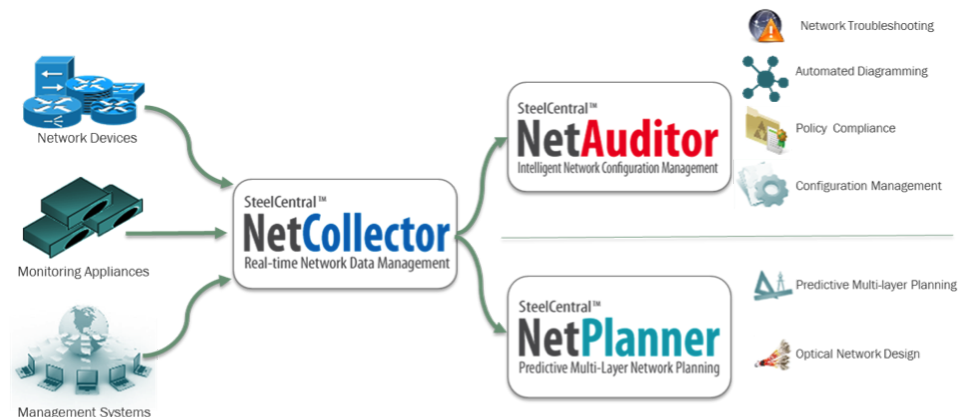 Network Devices
Monitoring Appliances
Management Systems
SteelCentral™
NetCollector
Real-time Network Data Management
SteelCentral™
NetAuditor
Intelligent Network Configuration Management
Network Troubleshooting
Automated Diagramming
Policy Compliance
Configuration Management
SteelCentral™
NetPlanner
Predictive Multi-Layer Network Planning
Predictive Multi-layer Planning
Optical Network Design